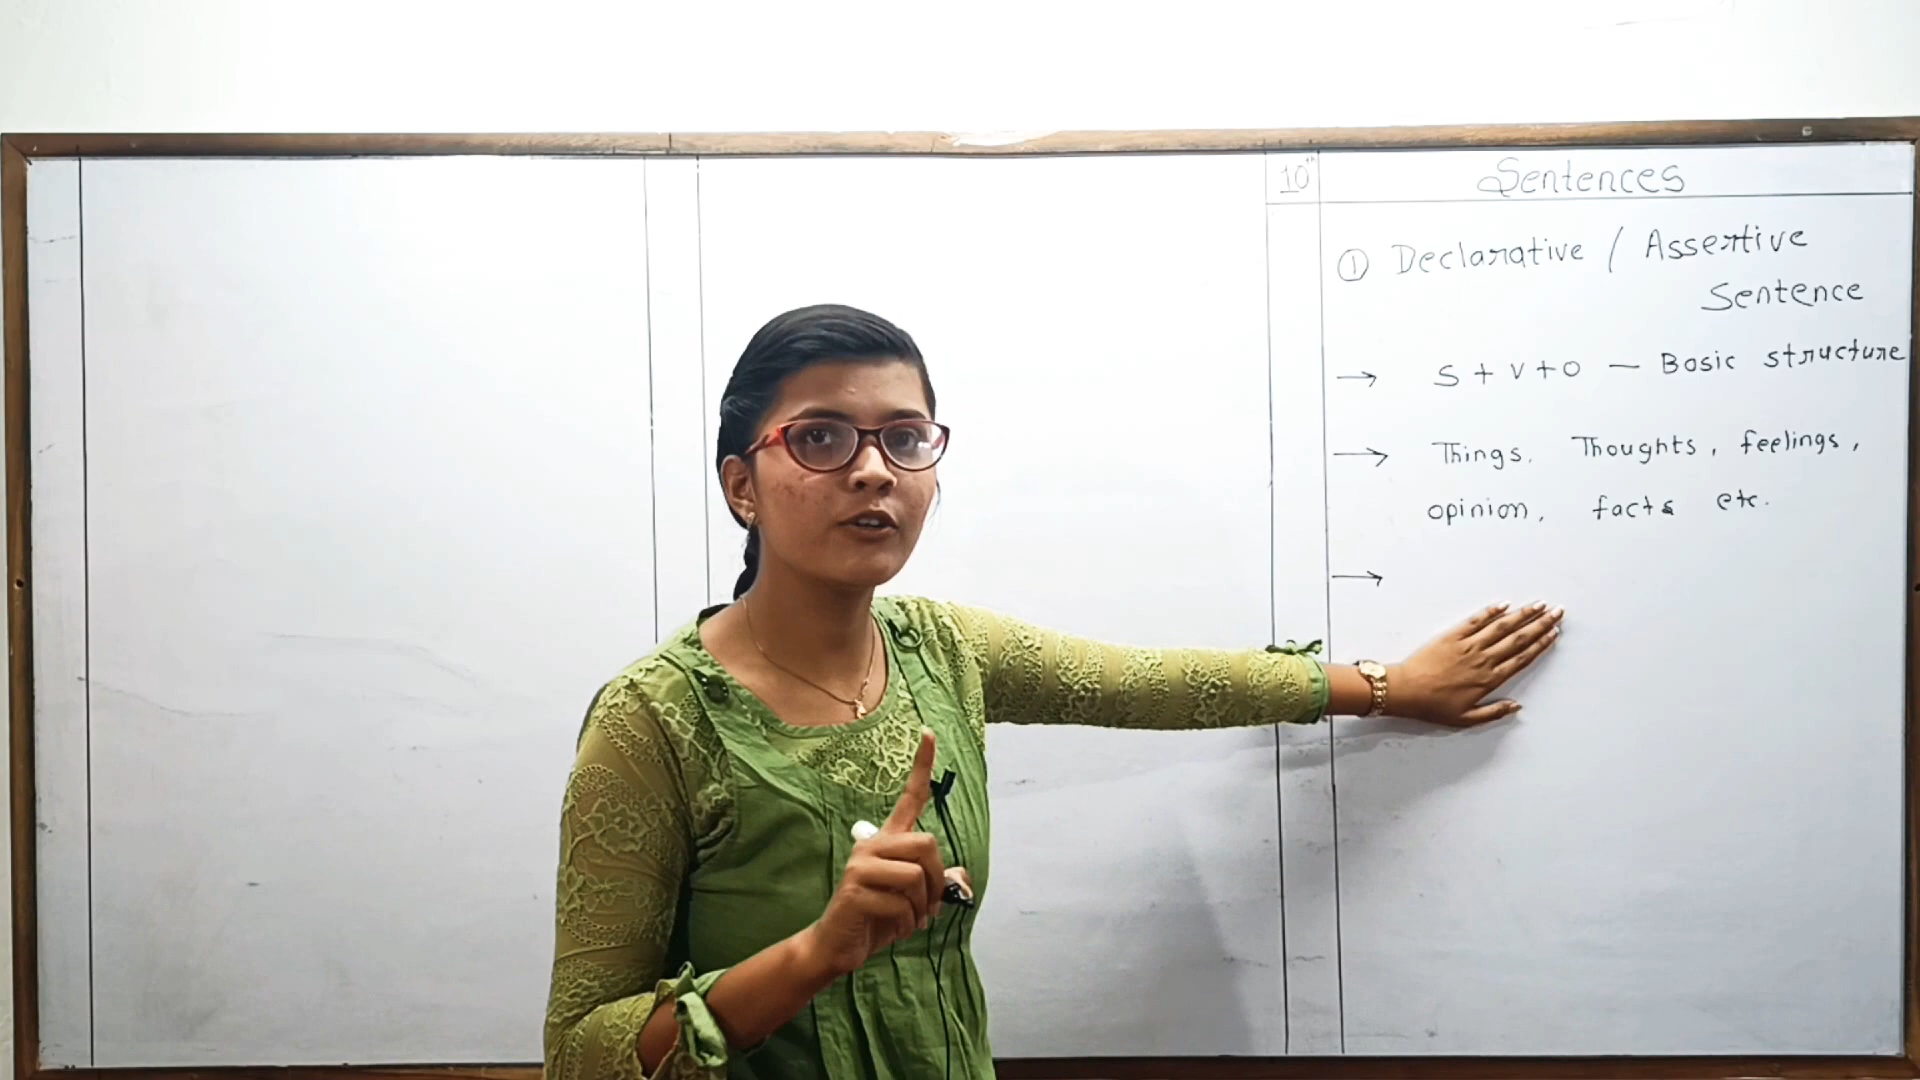 10th Sentences
① Declarative / Assertive
Sentence
→ S + V + O — Basic structure
→ Things, Thoughts, feelings,
opinion, facts etc.
→